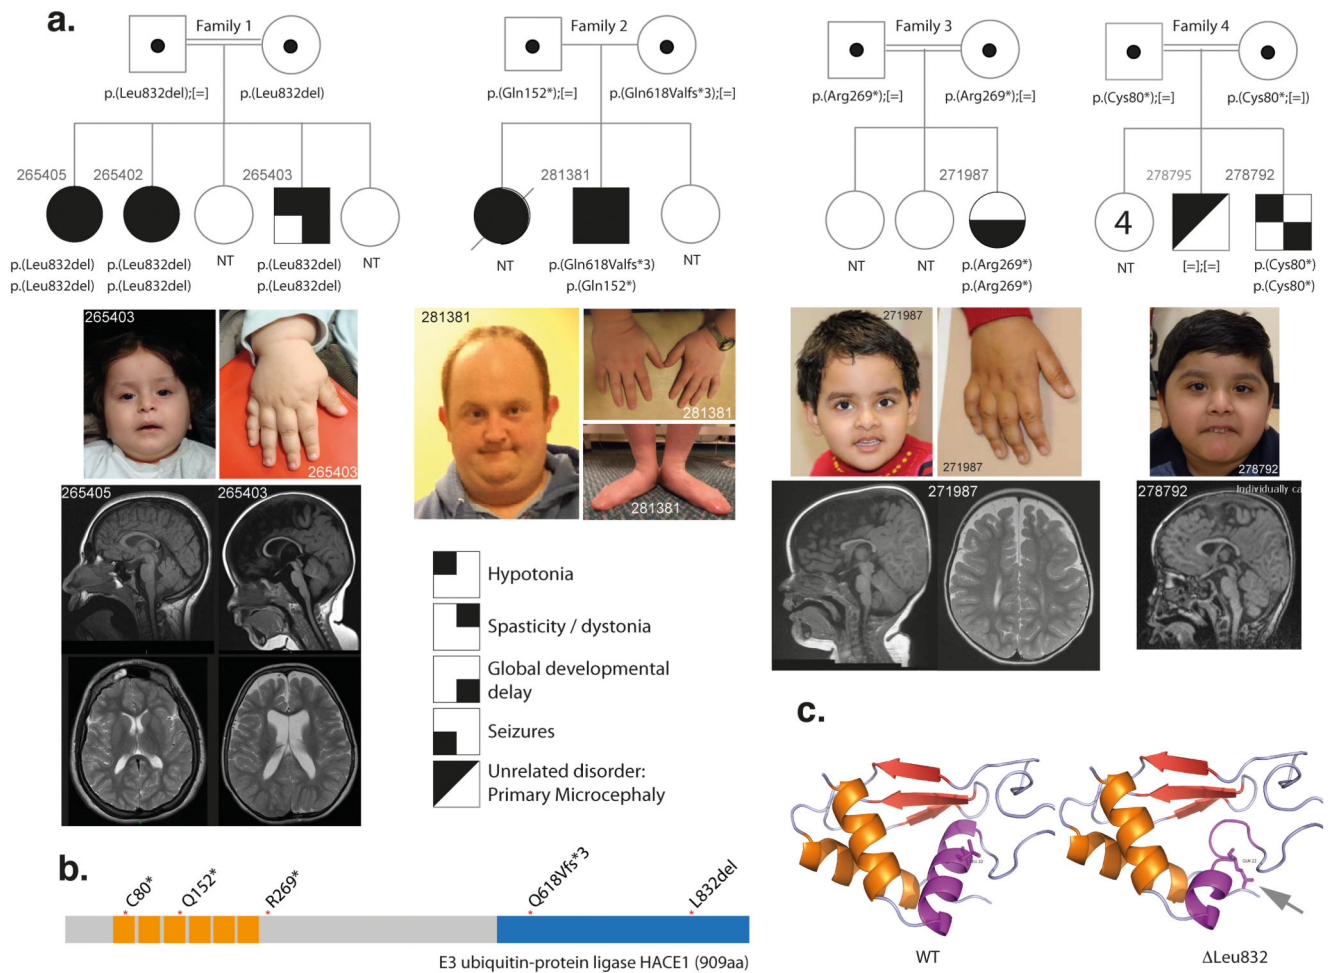 a.
Family 1
Family 2
Family 3
Family 4
p.(Leu832del);[=]
p.(Leu832del)
p.(Gln152*);[=]
p.(Gln618Valfs*3);[=]
p.(Arg269*);[=]
p.(Arg269*);[=]
p.(Cys80*);[=]
p.(Cys80*;[=])
265405
265402
265403
281381
271987
278795
278792
4
p.(Leu832del)
p.(Leu832del)
p.(Leu832del)
p.(Leu832del)
NT
p.(Leu832del)
p.(Leu832del)
NT
NT
p.(Gln618Valfs*3)
p.(Gln152*)
NT
NT
NT
p.(Arg269*)
p.(Arg269*)
NT
[=];[=]
p.(Cys80*)
p.(Cys80*)
265403
265403
281381
281381
281381
271987
271987
278792
265405
265403
271987
278792
Individually ca
Hypotonia
Spasticity / dystonia
Global developmental
delay
Seizures
Unrelated disorder:
Primary Microcephaly
b.
C80*
Q152*
R269*
Q618Vfs*3
L832del
* * * * *
E3 ubiquitin-protein ligase HACE1 (909aa)
c.
WT
ΔLeu832